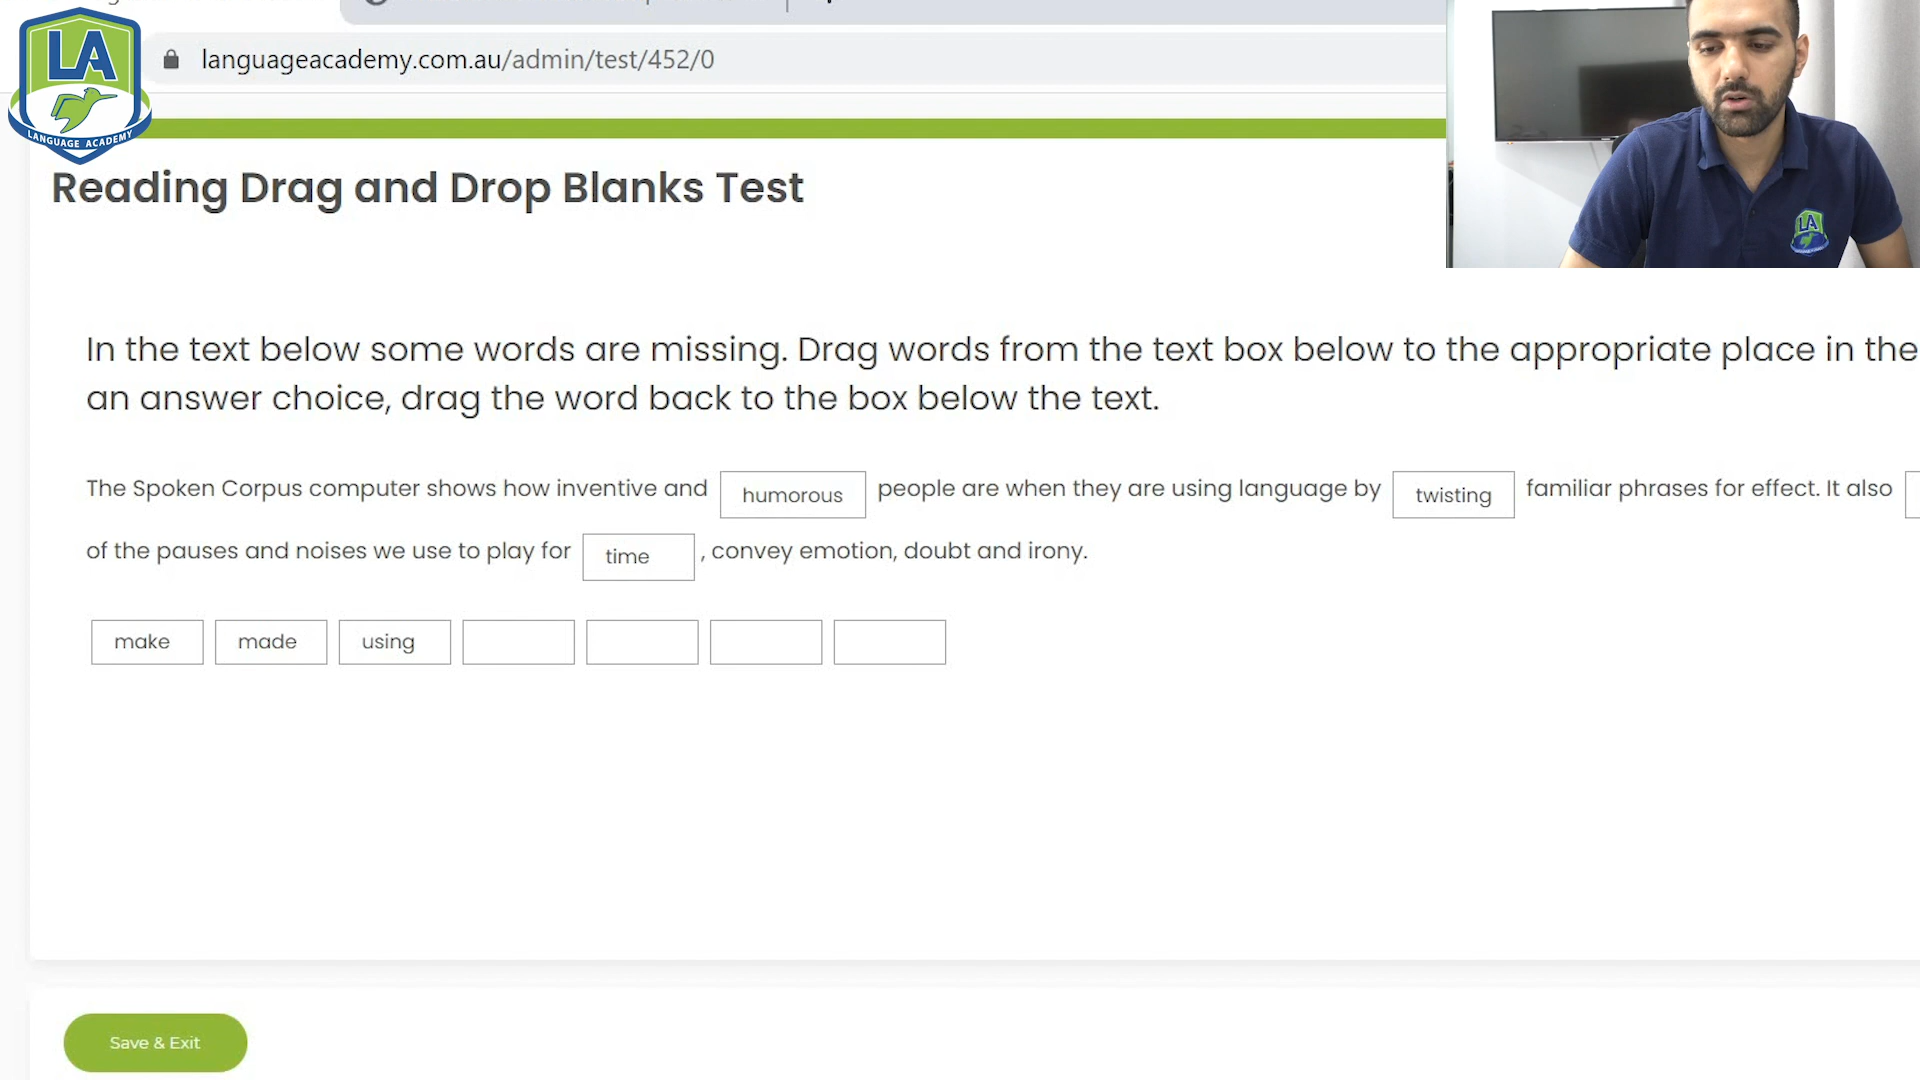 LA
LANGUAGE ACADEMY
languageacademy.com.au/admin/test/452/0
LA
Reading Drag and Drop Blanks Test
In the text below some words are missing. Drag words from the text box below to the appropriate place in the
an answer choice, drag the word back to the box below the text.
The Spoken Corpus computer shows how inventive and humorous people are when they are using language by twisting familiar phrases for effect. It also
of the pauses and noises we use to play for time , convey emotion, doubt and irony.
make made using
Save & Exit